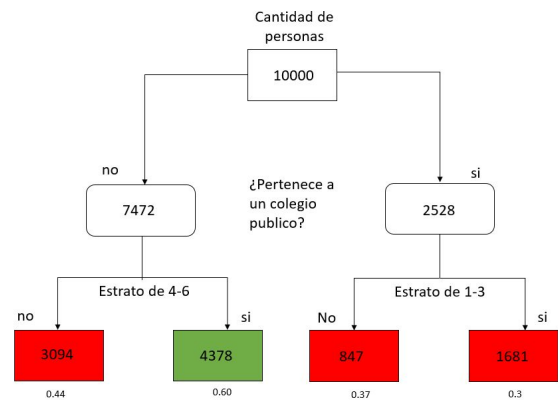 Cantidad de
personas
10000
no
si
¿Pertenece a
un colegio
publico?
7472
2528
Estrato de 4-6
Estrato de 1-3
no
si
No
si
3094
4378
847
1681
0.44
0.60
0.37
0.3